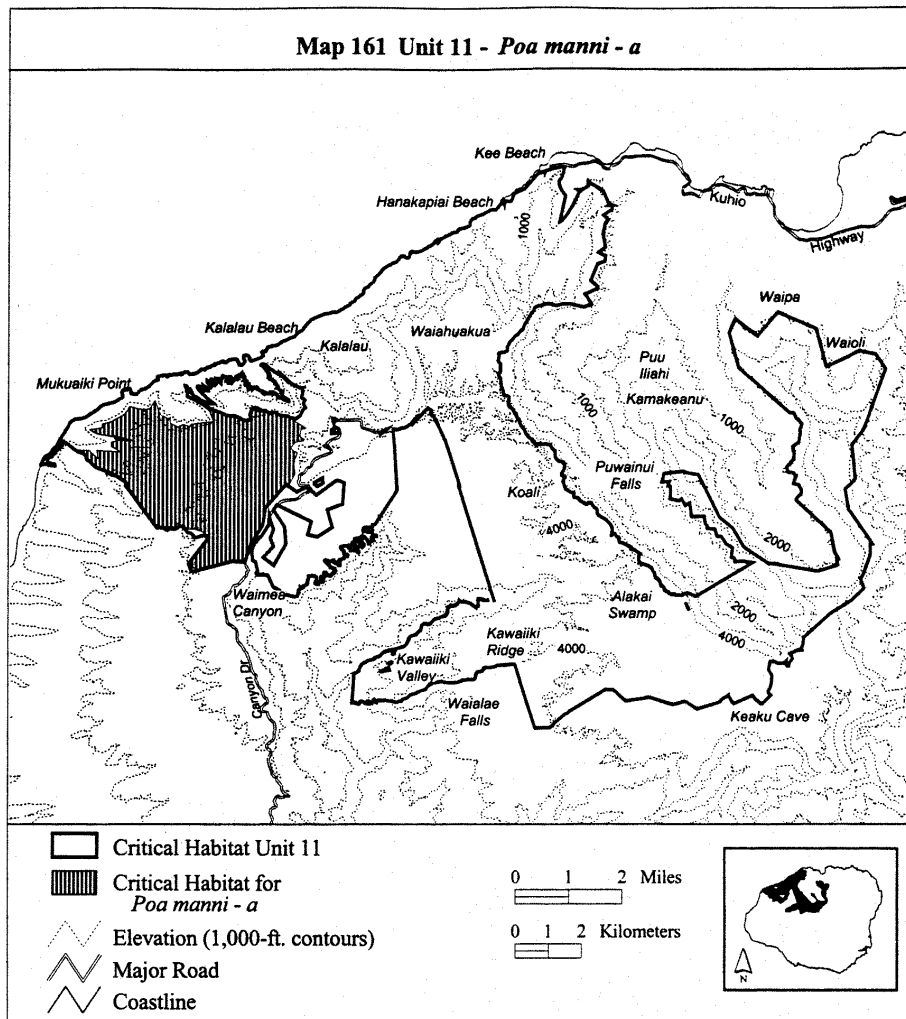 Map 161 Unit 11 - Poa manni - a
Kee Beach
Hanakapiai Beach
1000
Kuhio
Highway
Waipa
Kalalau Beach
Waiahuakua
Kalalau
Waioli
Puu
Iliahi
Mukuaiki Point
Kamakeanu
1000
1000
Puwainui
Falls
Koali
4000
2000
Waimea
Canyon
Alakai
Swamp
2000
4000
Kawaiiki
Ridge
4000
Kawaiiki
Valley
Waialae
Falls
Canyon Dr
Keaku Cave
Critical Habitat Unit 11
Critical Habitat for
Poa manni - a
Elevation (1,000-ft. contours)
Major Road
Coastline
0 1 2 Miles
0 1 2 Kilometers
N